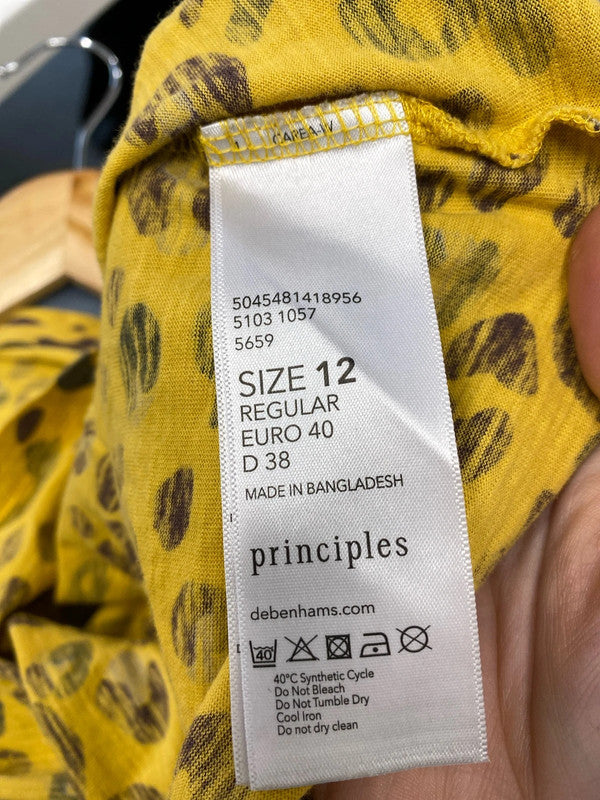 5045481418956
5103 1057
5659
SIZE 12
REGULAR
EURO 40
D 38
MADE IN BANGLADESH
principles
debenhams.com
40
40°C Synthetic Cycle
Do Not Bleach
Do Not Tumble Dry
Cool Iron
Do not dry clean